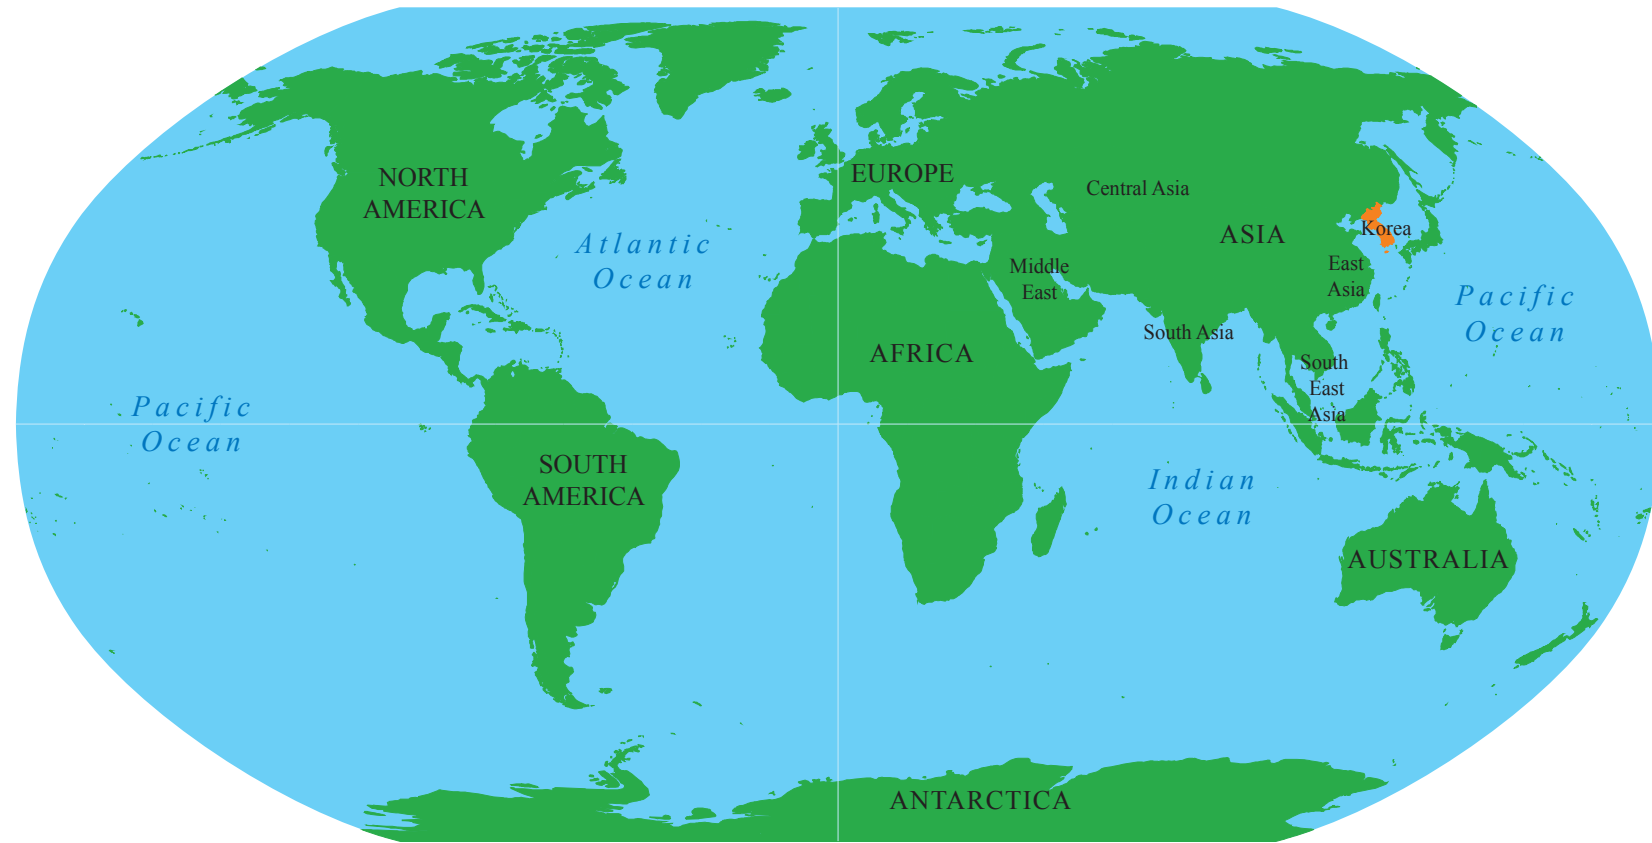 NORTH
AMERICA
EUROPE
Central Asia
ASIA
Korea
Atlantic
Ocean
Middle
East
East
Asia
Pacific
Ocean
South Asia
AFRICA
South
East
Asia
Pacific
Ocean
SOUTH
AMERICA
Indian
Ocean
AUSTRALIA
ANTARCTICA